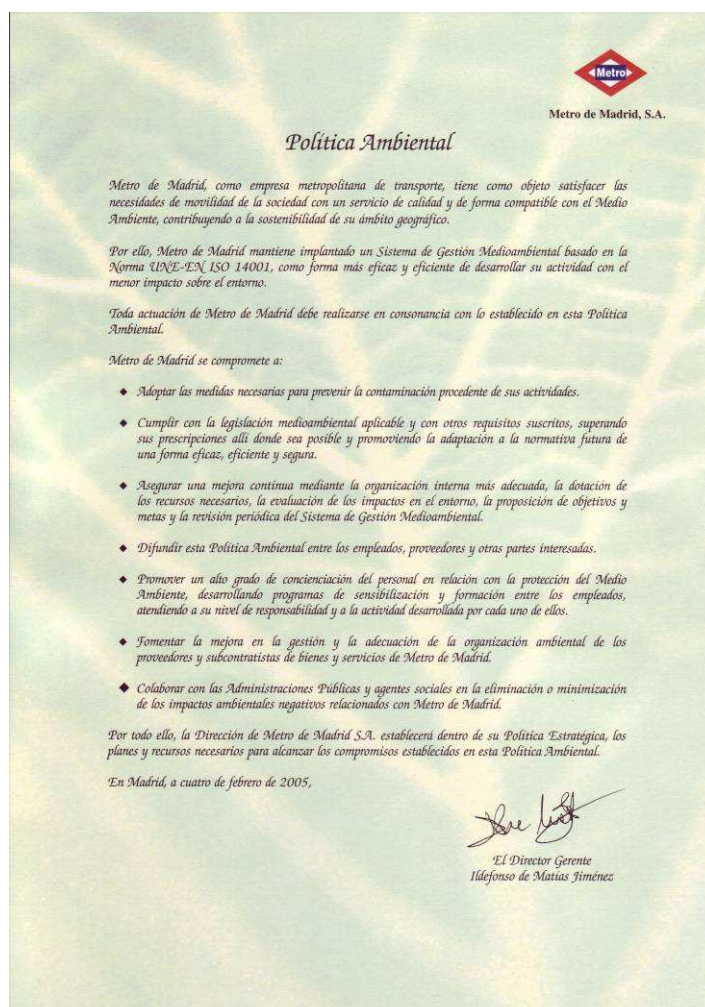 Metro
Metro de Madrid, S.A.
Política Ambiental
Metro de Madrid, como empresa metropolitana de transporte, tiene como objeto satisfacer las
necesidades de movilidad de la sociedad con un servicio de calidad y de forma compatible con el Medio
Ambiente, contribuyendo a la sostenibilidad de su ámbito geográfico.
Por ello, Metro de Madrid mantiene implantado un Sistema de Gestión Medioambiental basado en la
Norma UNE-EN ISO 14001, como forma más eficaz y eficiente de desarrollar su actividad con el
menor impacto sobre el entorno.
Toda actuación de Metro de Madrid debe realizarse en consonancia con lo establecido en esta Política
Ambiental.
Metro de Madrid se compromete a:
◆ Adoptar las medidas necesarias para prevenir la contaminación procedente de sus actividades.
◆ Cumplir con la legislación medioambiental aplicable y con otros requisitos suscritos, superando
sus prescripciones allí donde sea posible y promoviendo la adaptación a la normativa futura de
una forma eficaz, eficiente y segura.
◆ Asegurar una mejora continua mediante la organización interna más adecuada, la dotación de
los recursos necesarios, la evaluación de los impactos en el entorno, la proposición de objetivos y
metas y la revisión periódica del Sistema de Gestión Medioambiental.
◆ Difundir esta Política Ambiental entre los empleados, proveedores y otras partes interesadas.
◆ Promover un alto grado de concienciación del personal en relación con la protección del Medio
Ambiente, desarrollando programas de sensibilización y formación entre los empleados,
atendiendo a su nivel de responsabilidad y a la actividad desarrollada por cada uno de ellos.
◆ Fomentar la mejora en la gestión y la adecuación de la organización ambiental de los
proveedores y subcontratistas de bienes y servicios de Metro de Madrid.
◆ Colaborar con las Administraciones Públicas y agentes sociales en la eliminación o minimización
de los impactos ambientales negativos relacionados con Metro de Madrid.
Por todo ello, la Dirección de Metro de Madrid S.A. establecerá dentro de su Política Estratégica, los
planes y recursos necesarios para alcanzar los compromisos establecidos en esta Política Ambiental.
En Madrid, a cuatro de febrero de 2005,
El Director Gerente
Ildefonso de Matías Jiménez